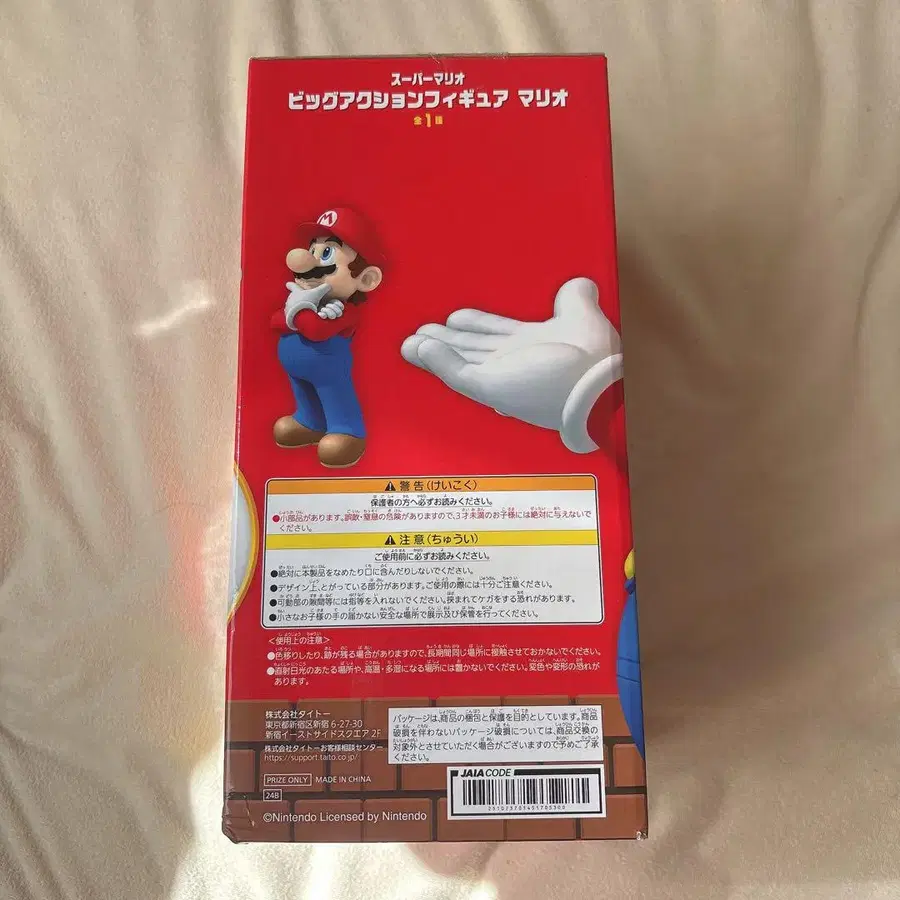 スーパーマリオ
ビッグアクションフィギュア マリオ
全1種
M
⚠警告(けいこく)
保護者の方へ必ずお読みください。
●小部品があります。誤飲・窒息の危険がありますので、3才未満のお子様には絶対に与えないで
ください。
⚠注意(ちゅうい)
ご使用前に必ずお読みください。
●絶対に本製品をなめたり口に含んだりしないでください。
●デザイン上、とがっている部分があります。ご使用の際には十分ご注意ください。
●可動部の隙間等には指等を入れないでください。挟まれてケガをする恐れがあります。
●小さなお子様の手の届かない安全な場所で展示及び保管を行ってください。
<使用上の注意>
●色移りしたり、跡が残る場合がありますので、長期間同じ場所に接触させておかないでください。
●直射日光のあたる場所や、高温・多湿になる場所には置かないでください。変色や変形の恐れが
あります。
株式会社タイトー
東京都新宿区新宿 6-27-30
新宿イーストサイドスクエア 2F
株式会社タイトーお客様相談センター
https://support.taito.co.jp/
PRIZE ONLY MADE IN CHINA
24B
©Nintendo Licensed by Nintendo
パッケージは、商品の梱包と保護を目的としています。商品
破損を伴わないパッケージ破損については、商品交換の
対象外とさせていただく場合がございますので予めご了承
ください。
JAIA CODE